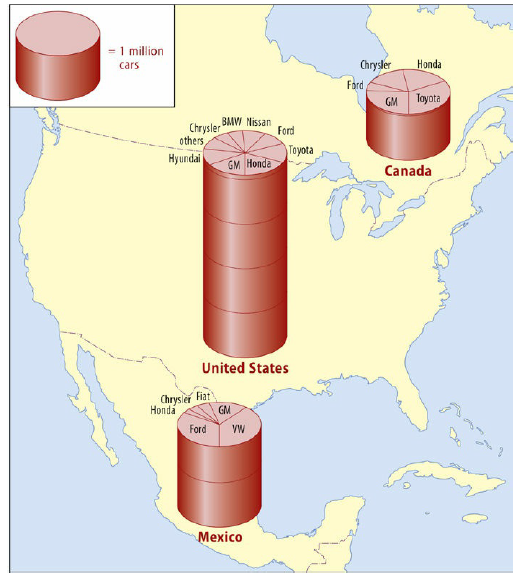 = 1 million
cars
Chrysler
Honda
Ford
GM
Toyota
Canada
BMW
Nissan
Chrysler
Ford
others
Toyota
Hyundai
GM
Honda
United States
Fiat
GM
Chrysler
Honda
Ford
VW
Mexico